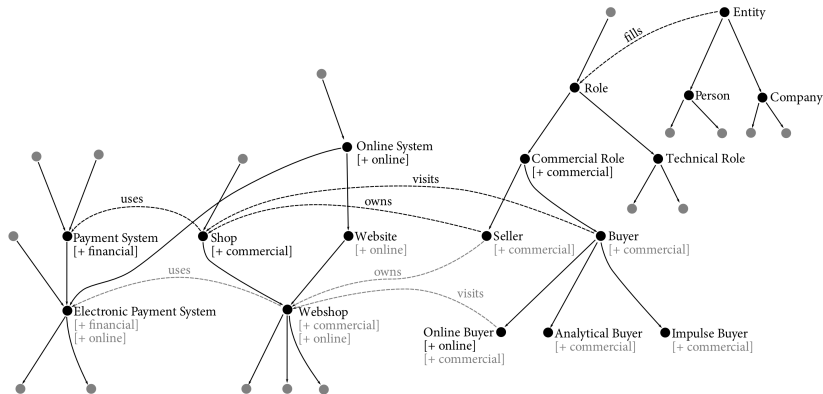 Entity
fills
Role
Person
Company
Online System
[+ online]
Commercial Role
[+ commercial]
Technical Role
visits
uses
owns
Payment System
[+ financial]
Shop
[+ commercial]
Website
[+ online]
Seller
[+ commercial]
Buyer
[+ commercial]
uses
owns
visits
Electronic Payment System
[+ financial]
[+ online]
Webshop
[+ commercial]
[+ online]
Online Buyer
[+ online]
[+ commercial]
Analytical Buyer
[+ commercial]
Impulse Buyer
[+ commercial]